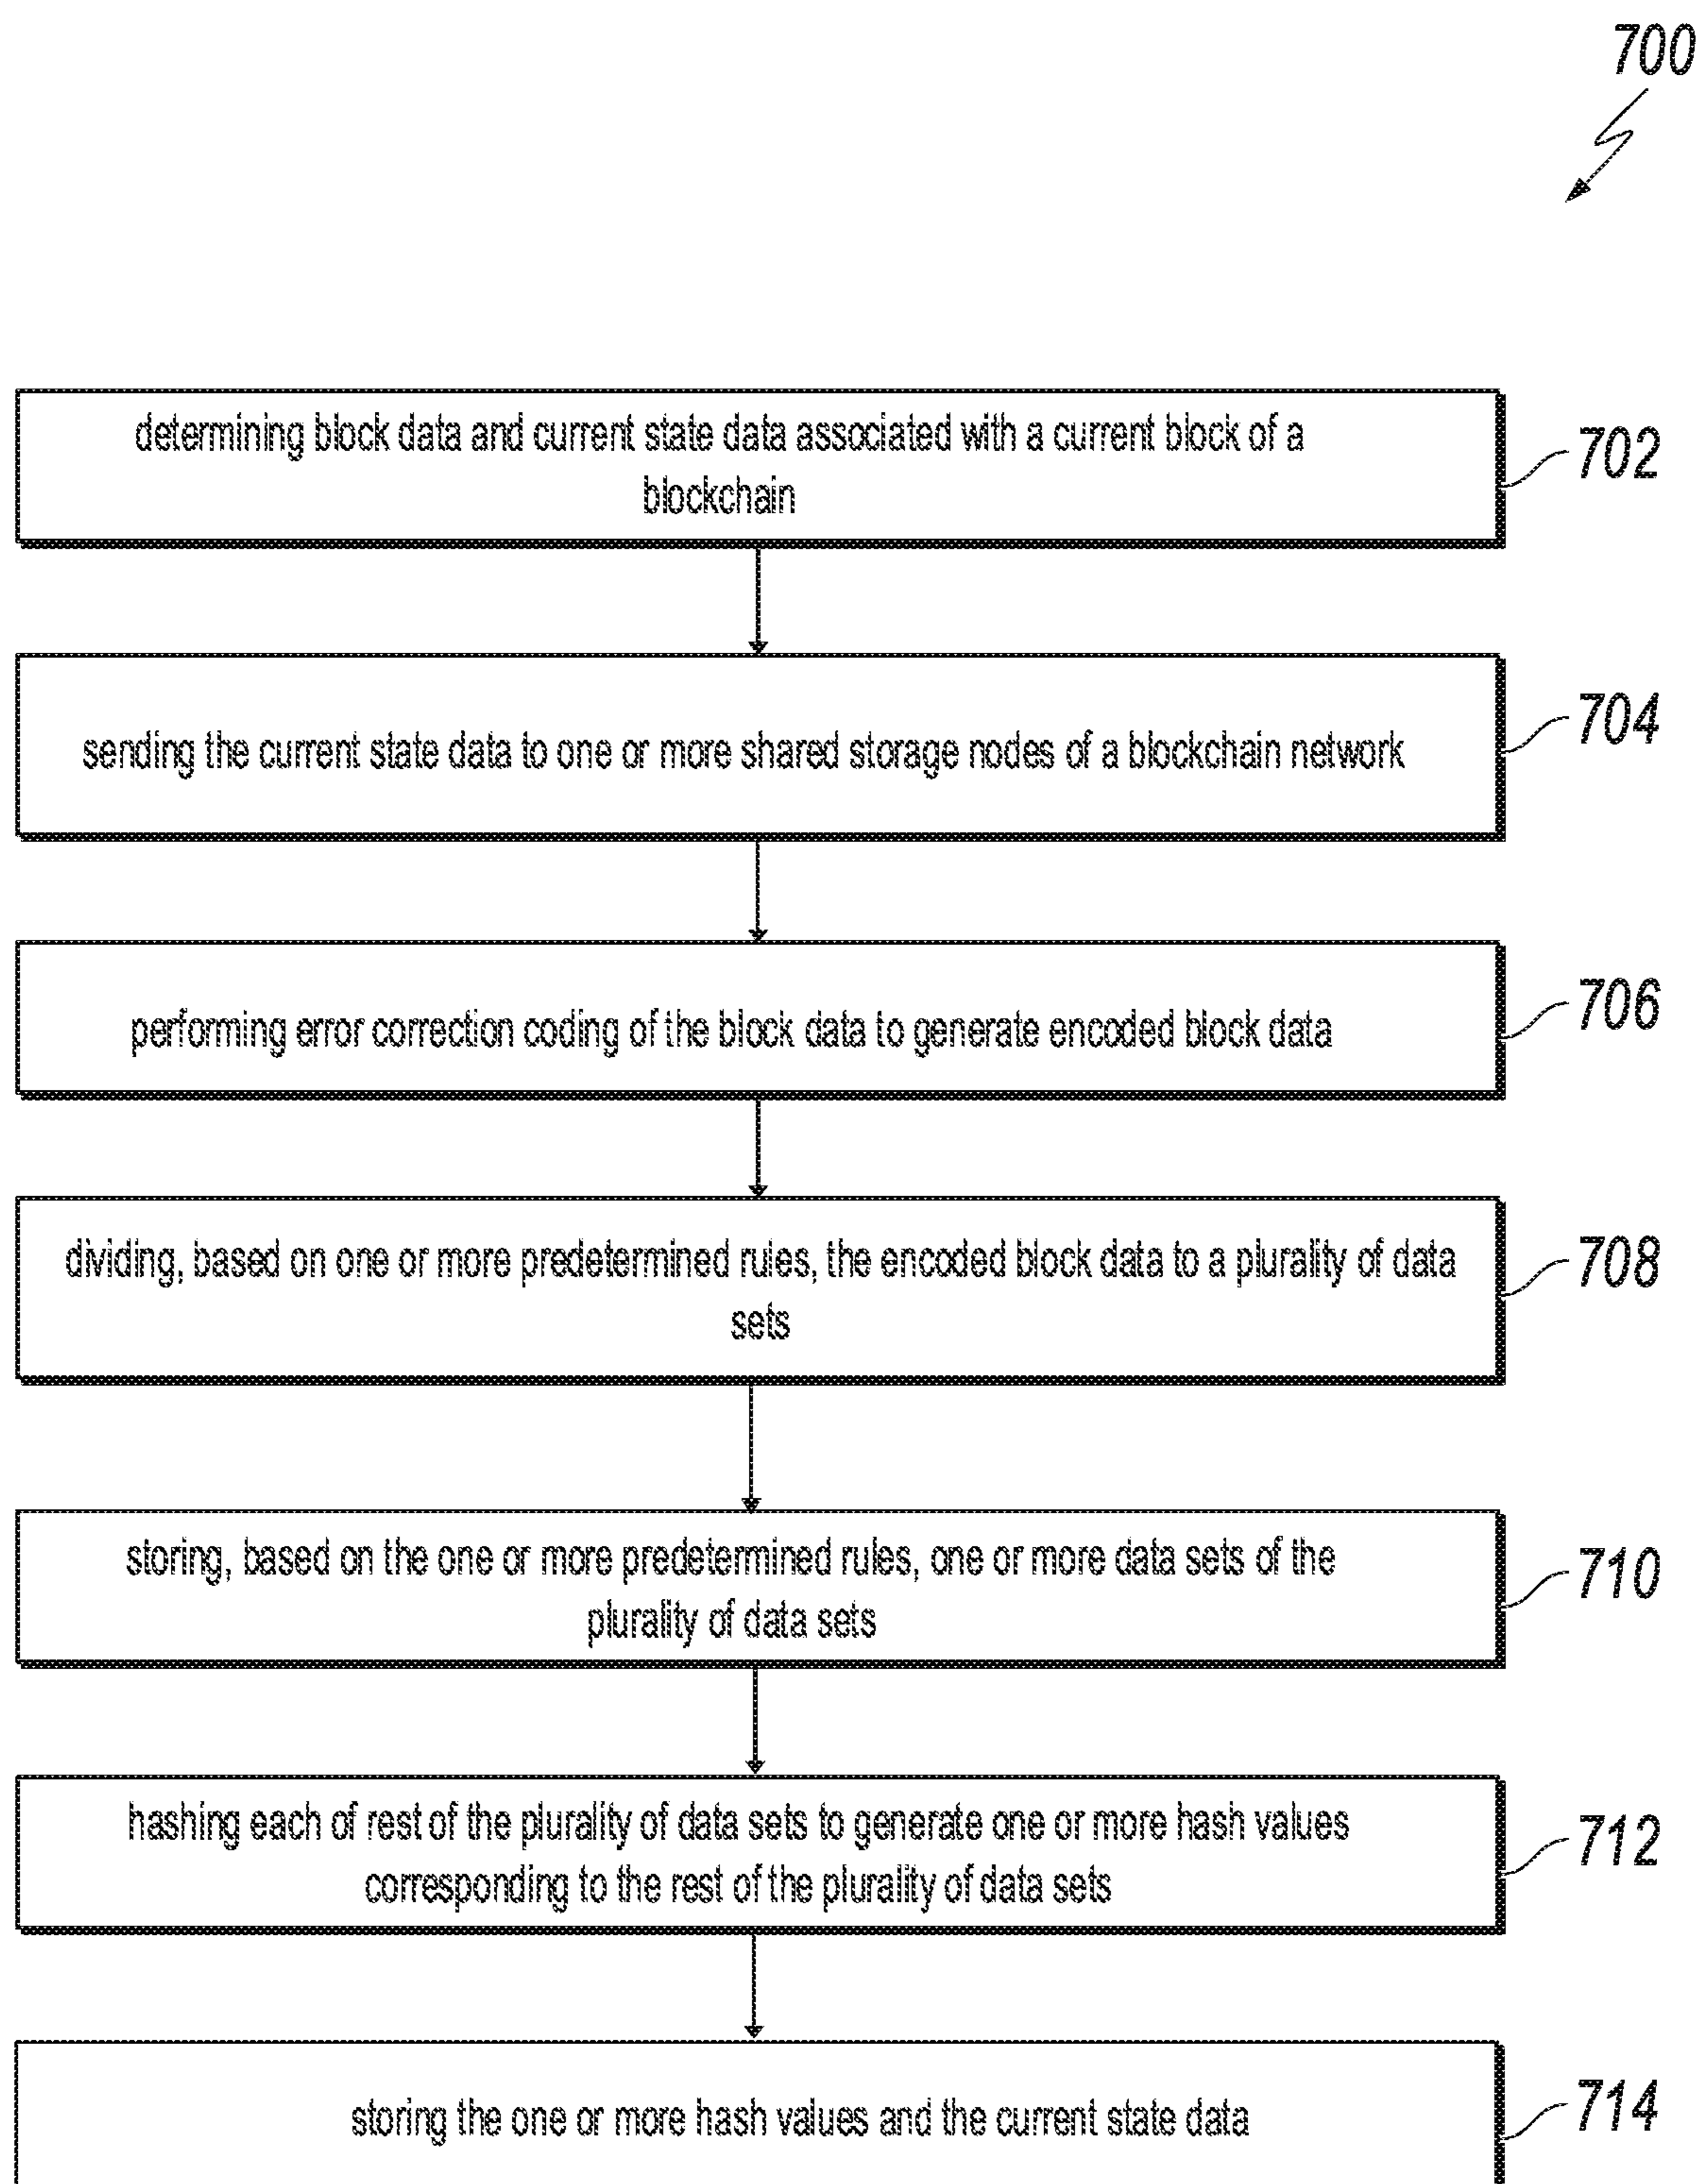 700
determining block data and current state data associated with a current block of a
blockchain
702
sending the current state data to one or more shared storage nodes of a blockchain network
704
performing error correction coding of the block data to generate encoded block data
706
dividing, based on one or more predetermined rules, the encoded block data to a plurality of data
sets
708
storing, based on the one or more predetermined rules, one or more data sets of the
plurality of data sets
710
hashing each of rest of the plurality of data sets to generate one or more hash values
corresponding to the rest of the plurality of data sets
712
storing the one or more hash values and the current state data
714